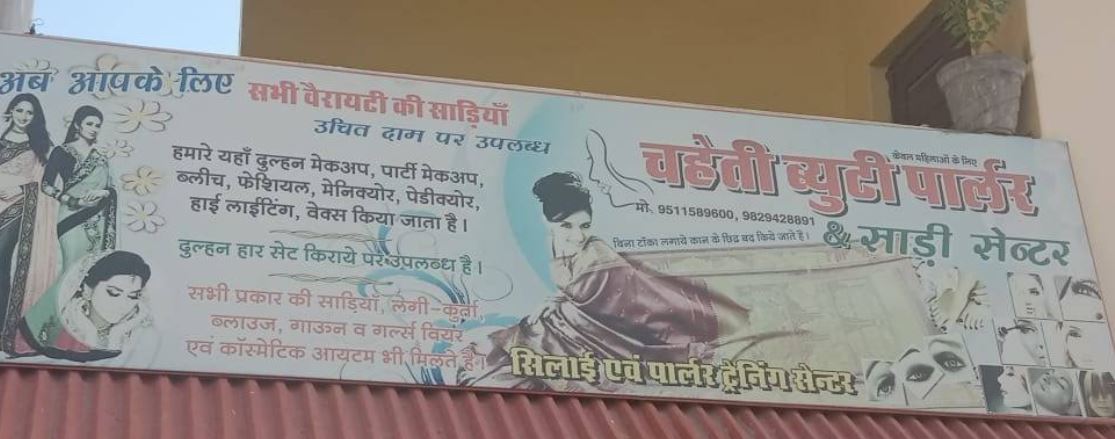 अब आपके लिए
सभी वैरायटी की साड़ियाँ
उचित दाम पर उपलब्ध
हमारे यहाँ दुल्हन मेकअप, पार्टी मेकअप,
ब्लीच, फेशियल, मेनिक्योर, पेडीक्योर,
हाई लाईटिंग, वेक्स किया जाता है।
दुल्हन हार सेट किराये पर उपलब्ध है।
सभी प्रकार की साड़ियाँ, लेगी-कुर्ता,
ब्लाउज, गाऊन व गर्ल्स वियर
एवं कॉस्मेटिक आयटम भी मिलते है।
केवल महिलाओं के लिए
चहैती ब्युटी पार्लर
मो. 9511589600, 9829428891
बिना टाँका लगाये कान के छिद्र बंद किये जाते है।
& साड़ी सेन्टर
सिलाई एवं पार्लर ट्रेनिंग सेन्टर